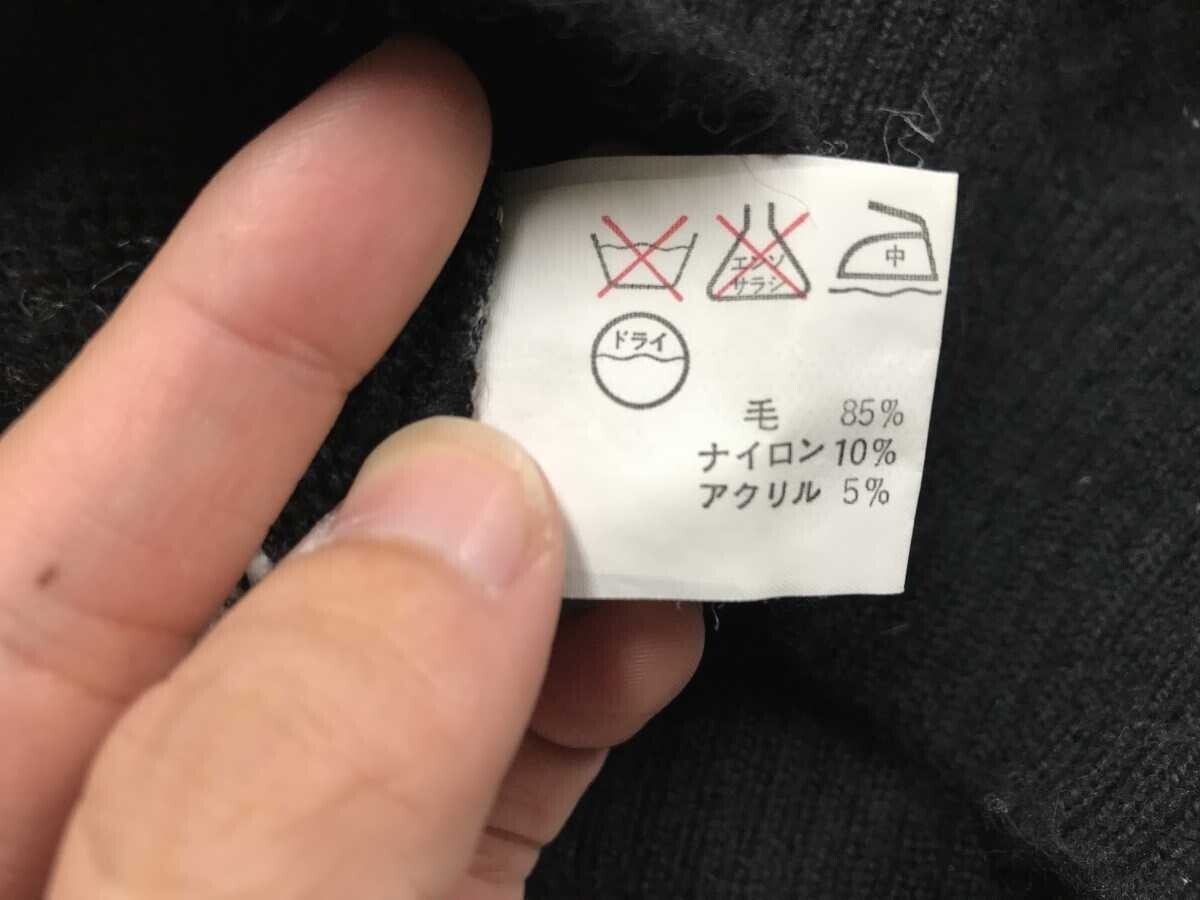 エンソ
サラシ
中
ドライ
毛 85%
ナイロン 10%
アクリル 5%